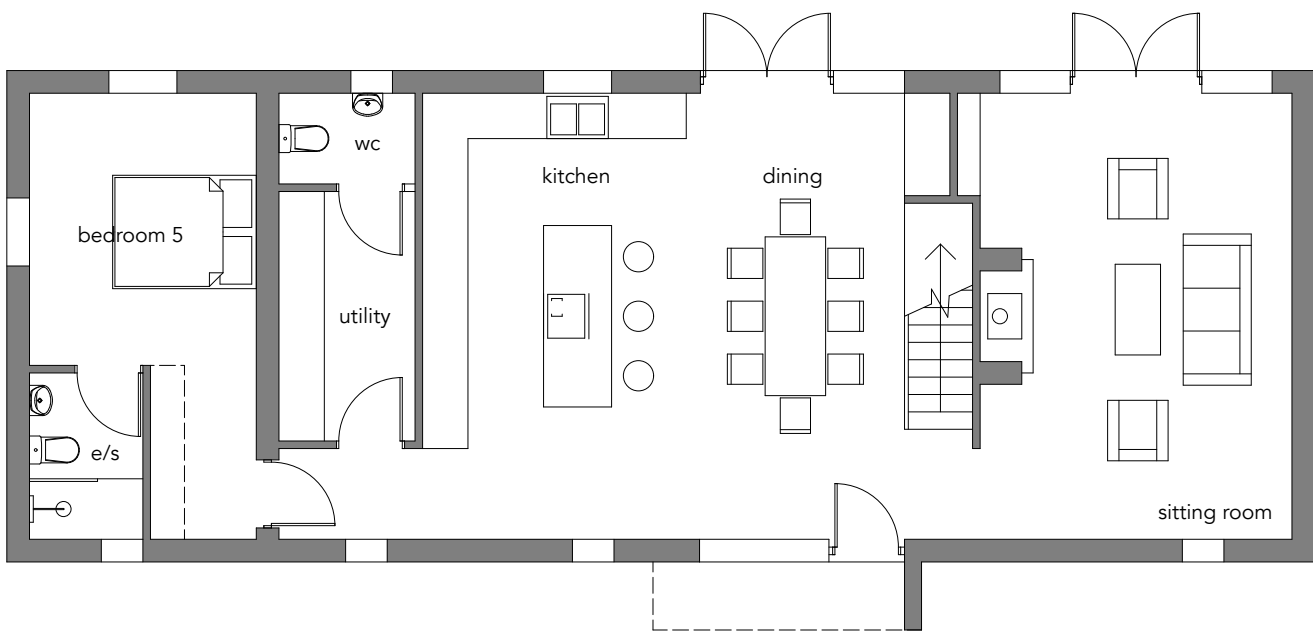 wc
kitchen
dining
bedroom 5
utility
e/s
sitting room